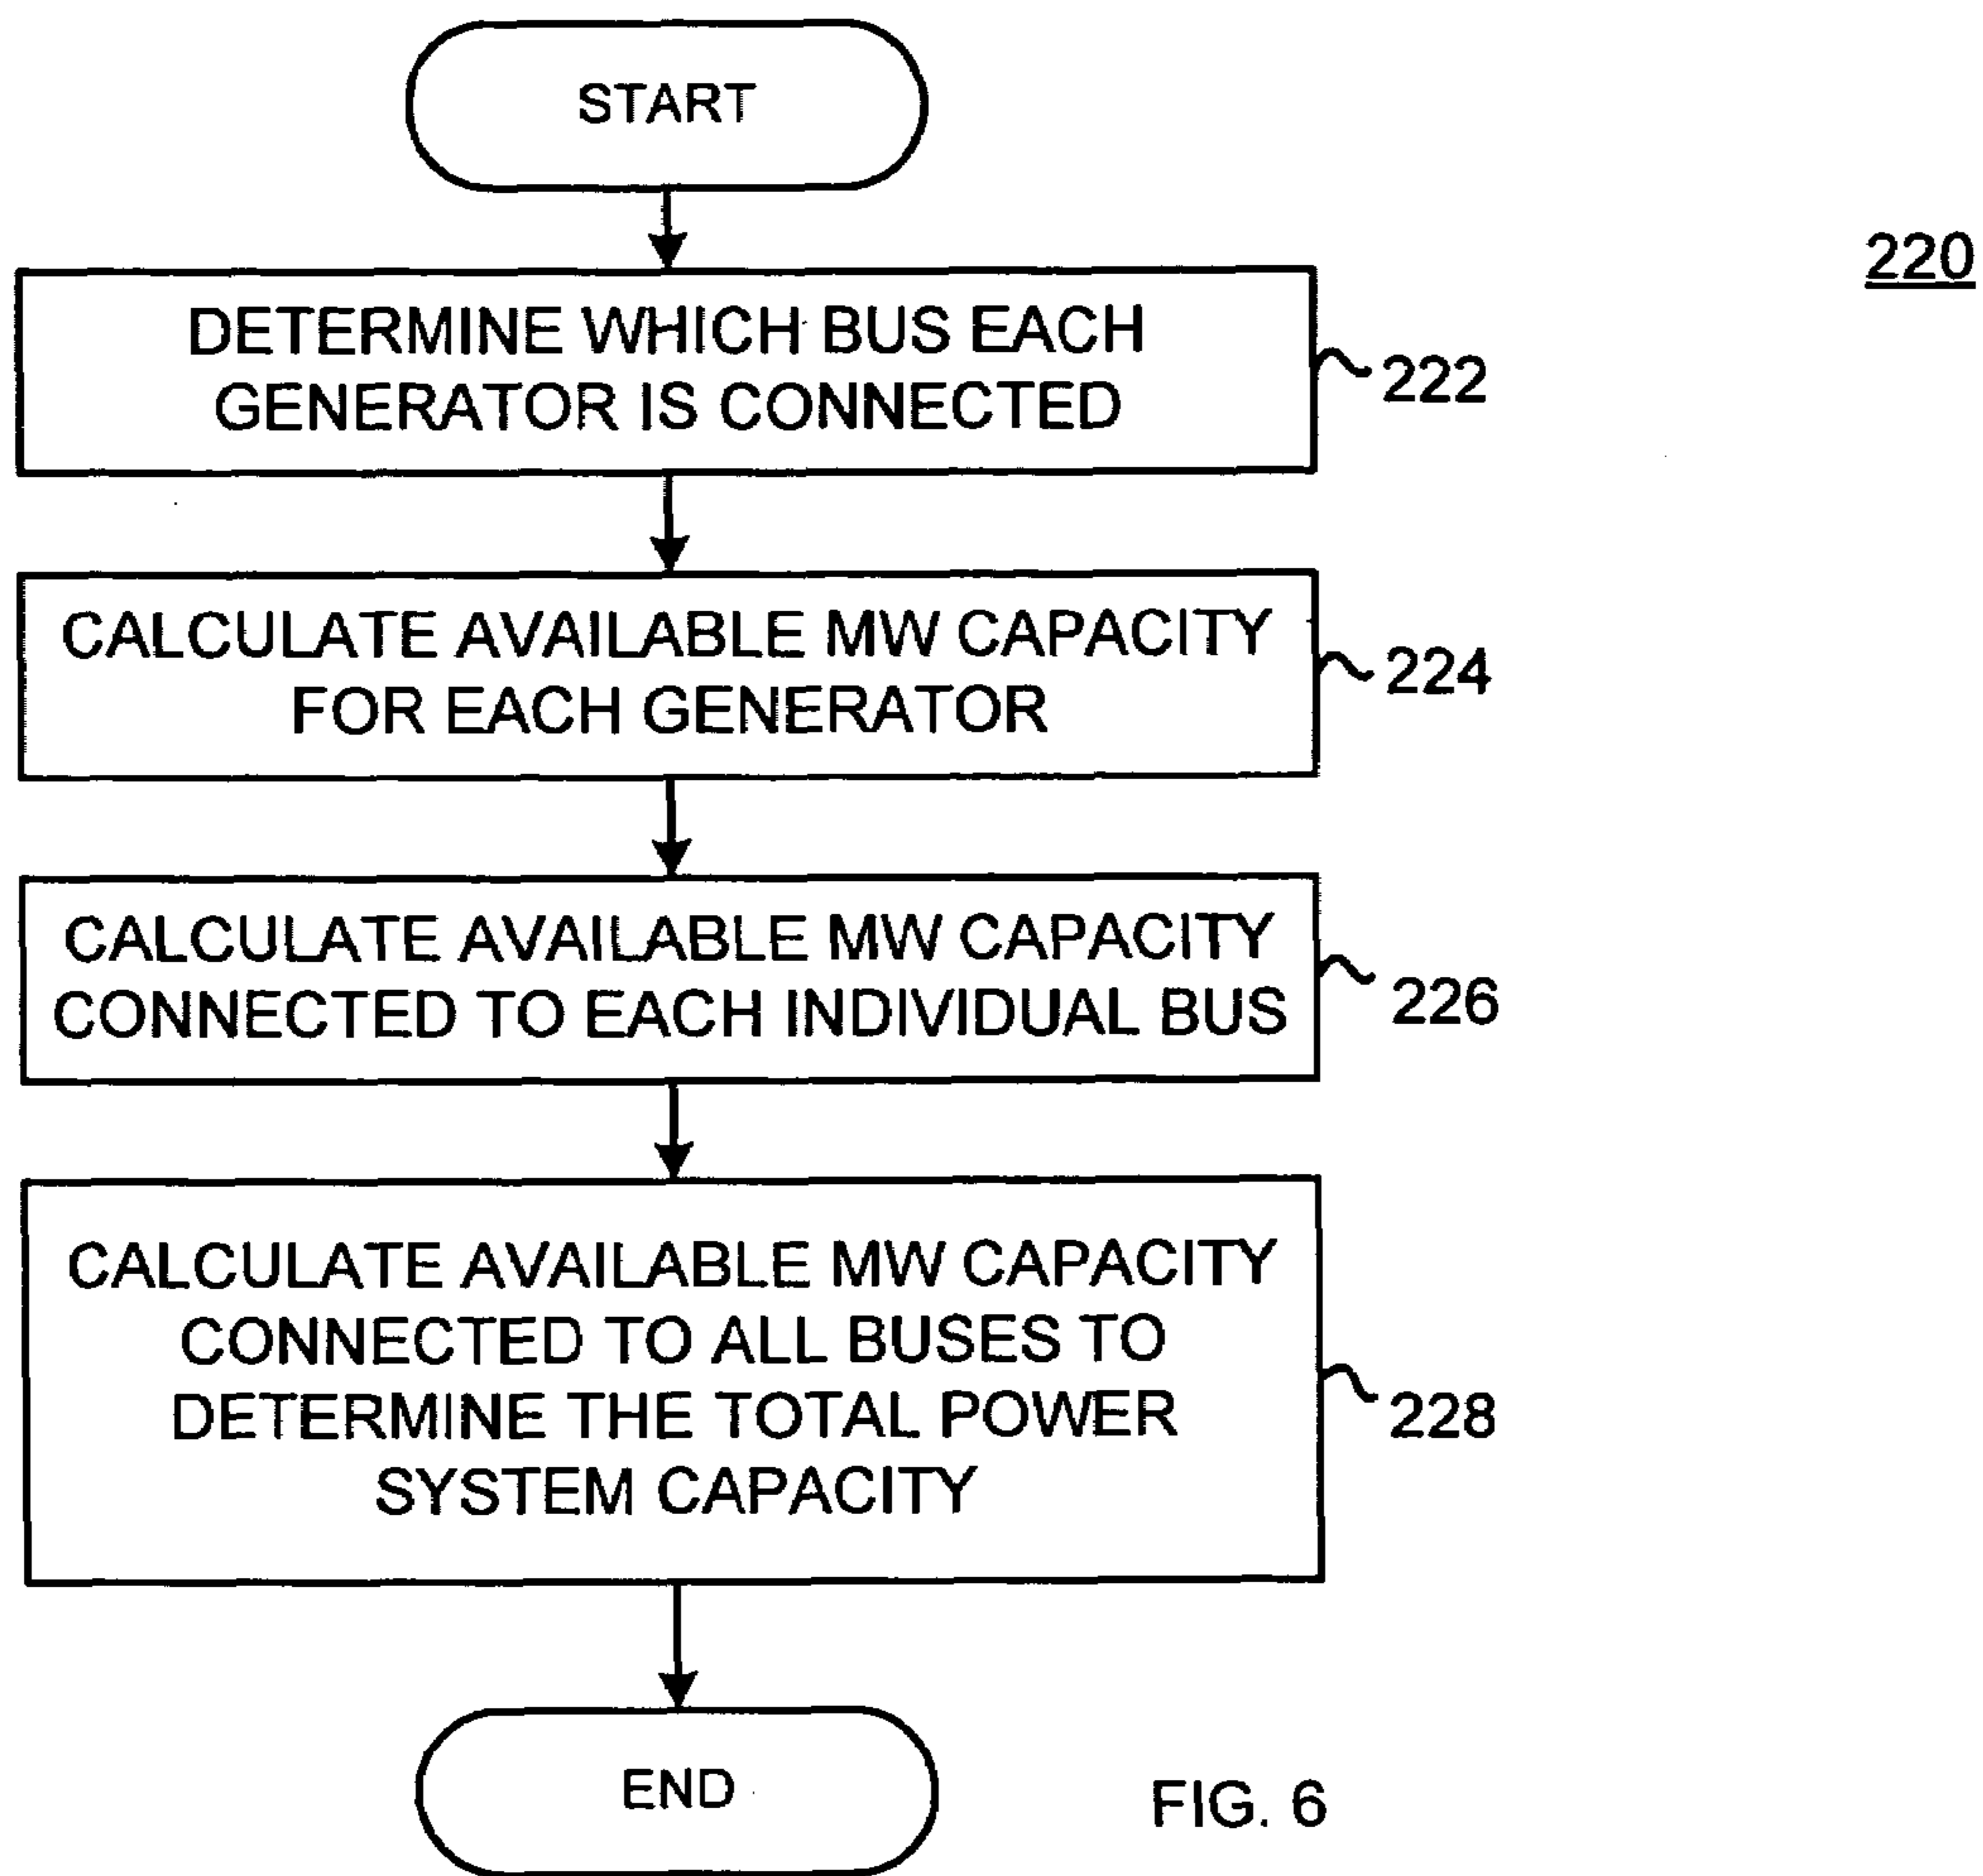 START
220
DETERMINE WHICH BUS EACH
GENERATOR IS CONNECTED
222
CALCULATE AVAILABLE MW CAPACITY
FOR EACH GENERATOR
224
CALCULATE AVAILABLE MW CAPACITY
CONNECTED TO EACH INDIVIDUAL BUS
226
CALCULATE AVAILABLE MW CAPACITY
CONNECTED TO ALL BUSES TO
DETERMINE THE TOTAL POWER
SYSTEM CAPACITY
228
END
FIG. 6